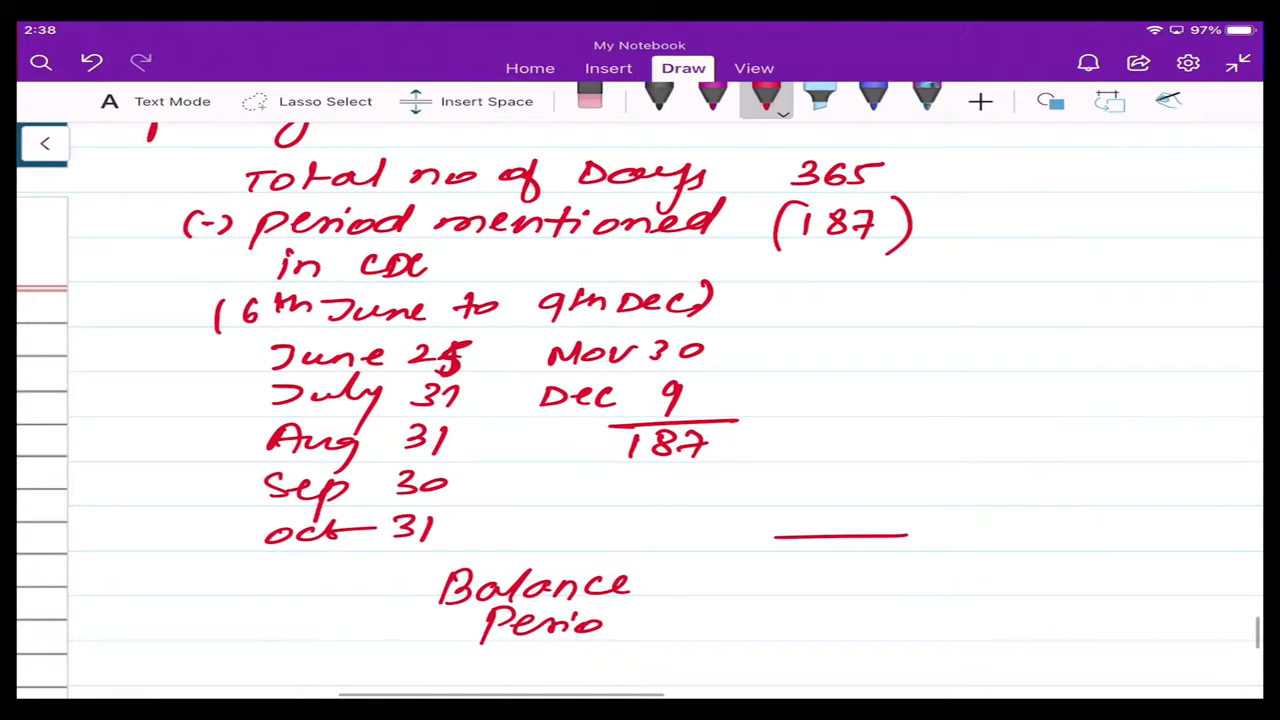 2:38
97%
My Notebook
Home Insert Draw View
Text Mode Lasso Select Insert Space
Total no of Days 365
(-) period mentioned (187)
in CDC
(6th June to 9th Dec)
June 25 Nov 30
July 31 Dec 9
Aug 31 187
Sep 30
Oct 31
Balance
Perio